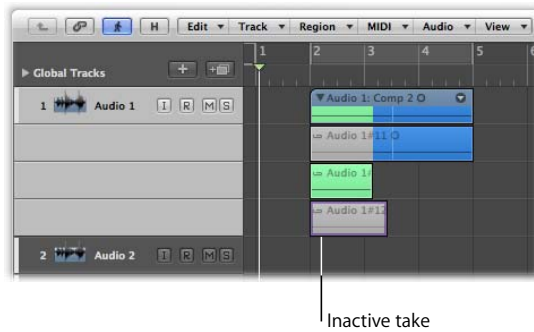 H Edit Track Region MIDI Audio View
1 2 3 4 5
Global Tracks
1 Audio 1 I R M S
Audio 1: Comp 2
Audio 1#11
Audio 1#
Audio 1#12
2 Audio 2 I R M S
Inactive take